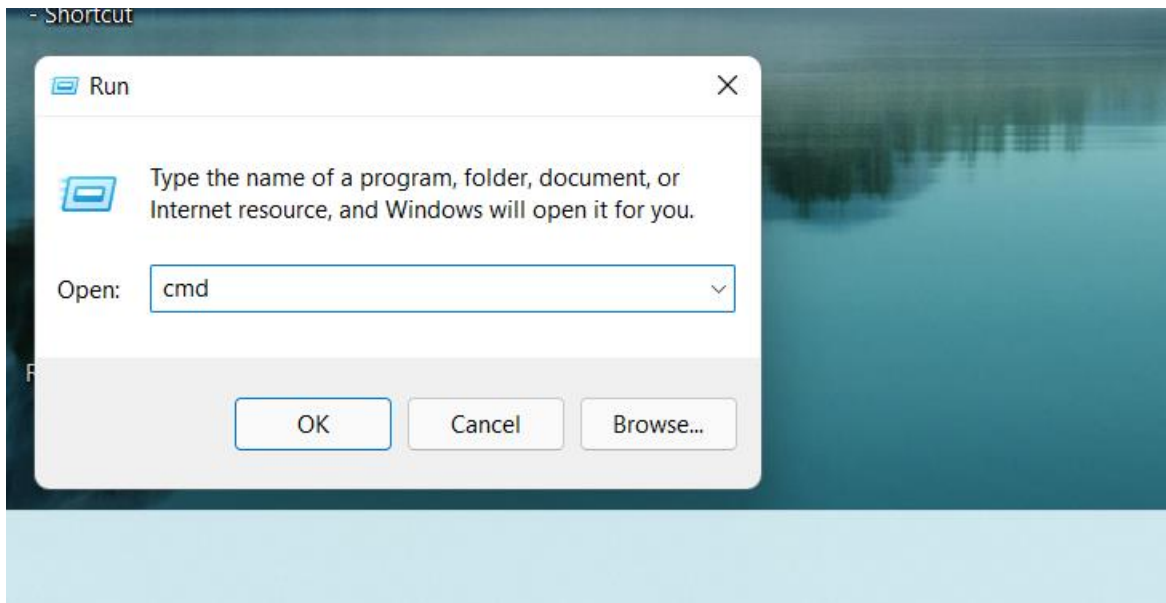 - Shortcut
Run
Type the name of a program, folder, document, or
Internet resource, and Windows will open it for you.
Open:
cmd
OK
Cancel
Browse...